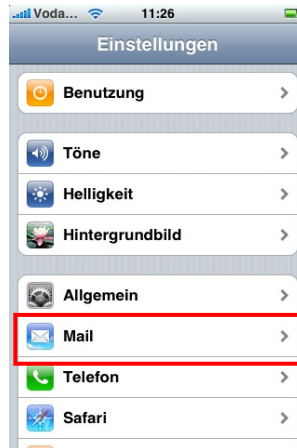 Voda... 11:26
Einstellungen
Benutzung
Töne
Helligkeit
Hintergrundbild
Allgemein
Mail
Telefon
Safari